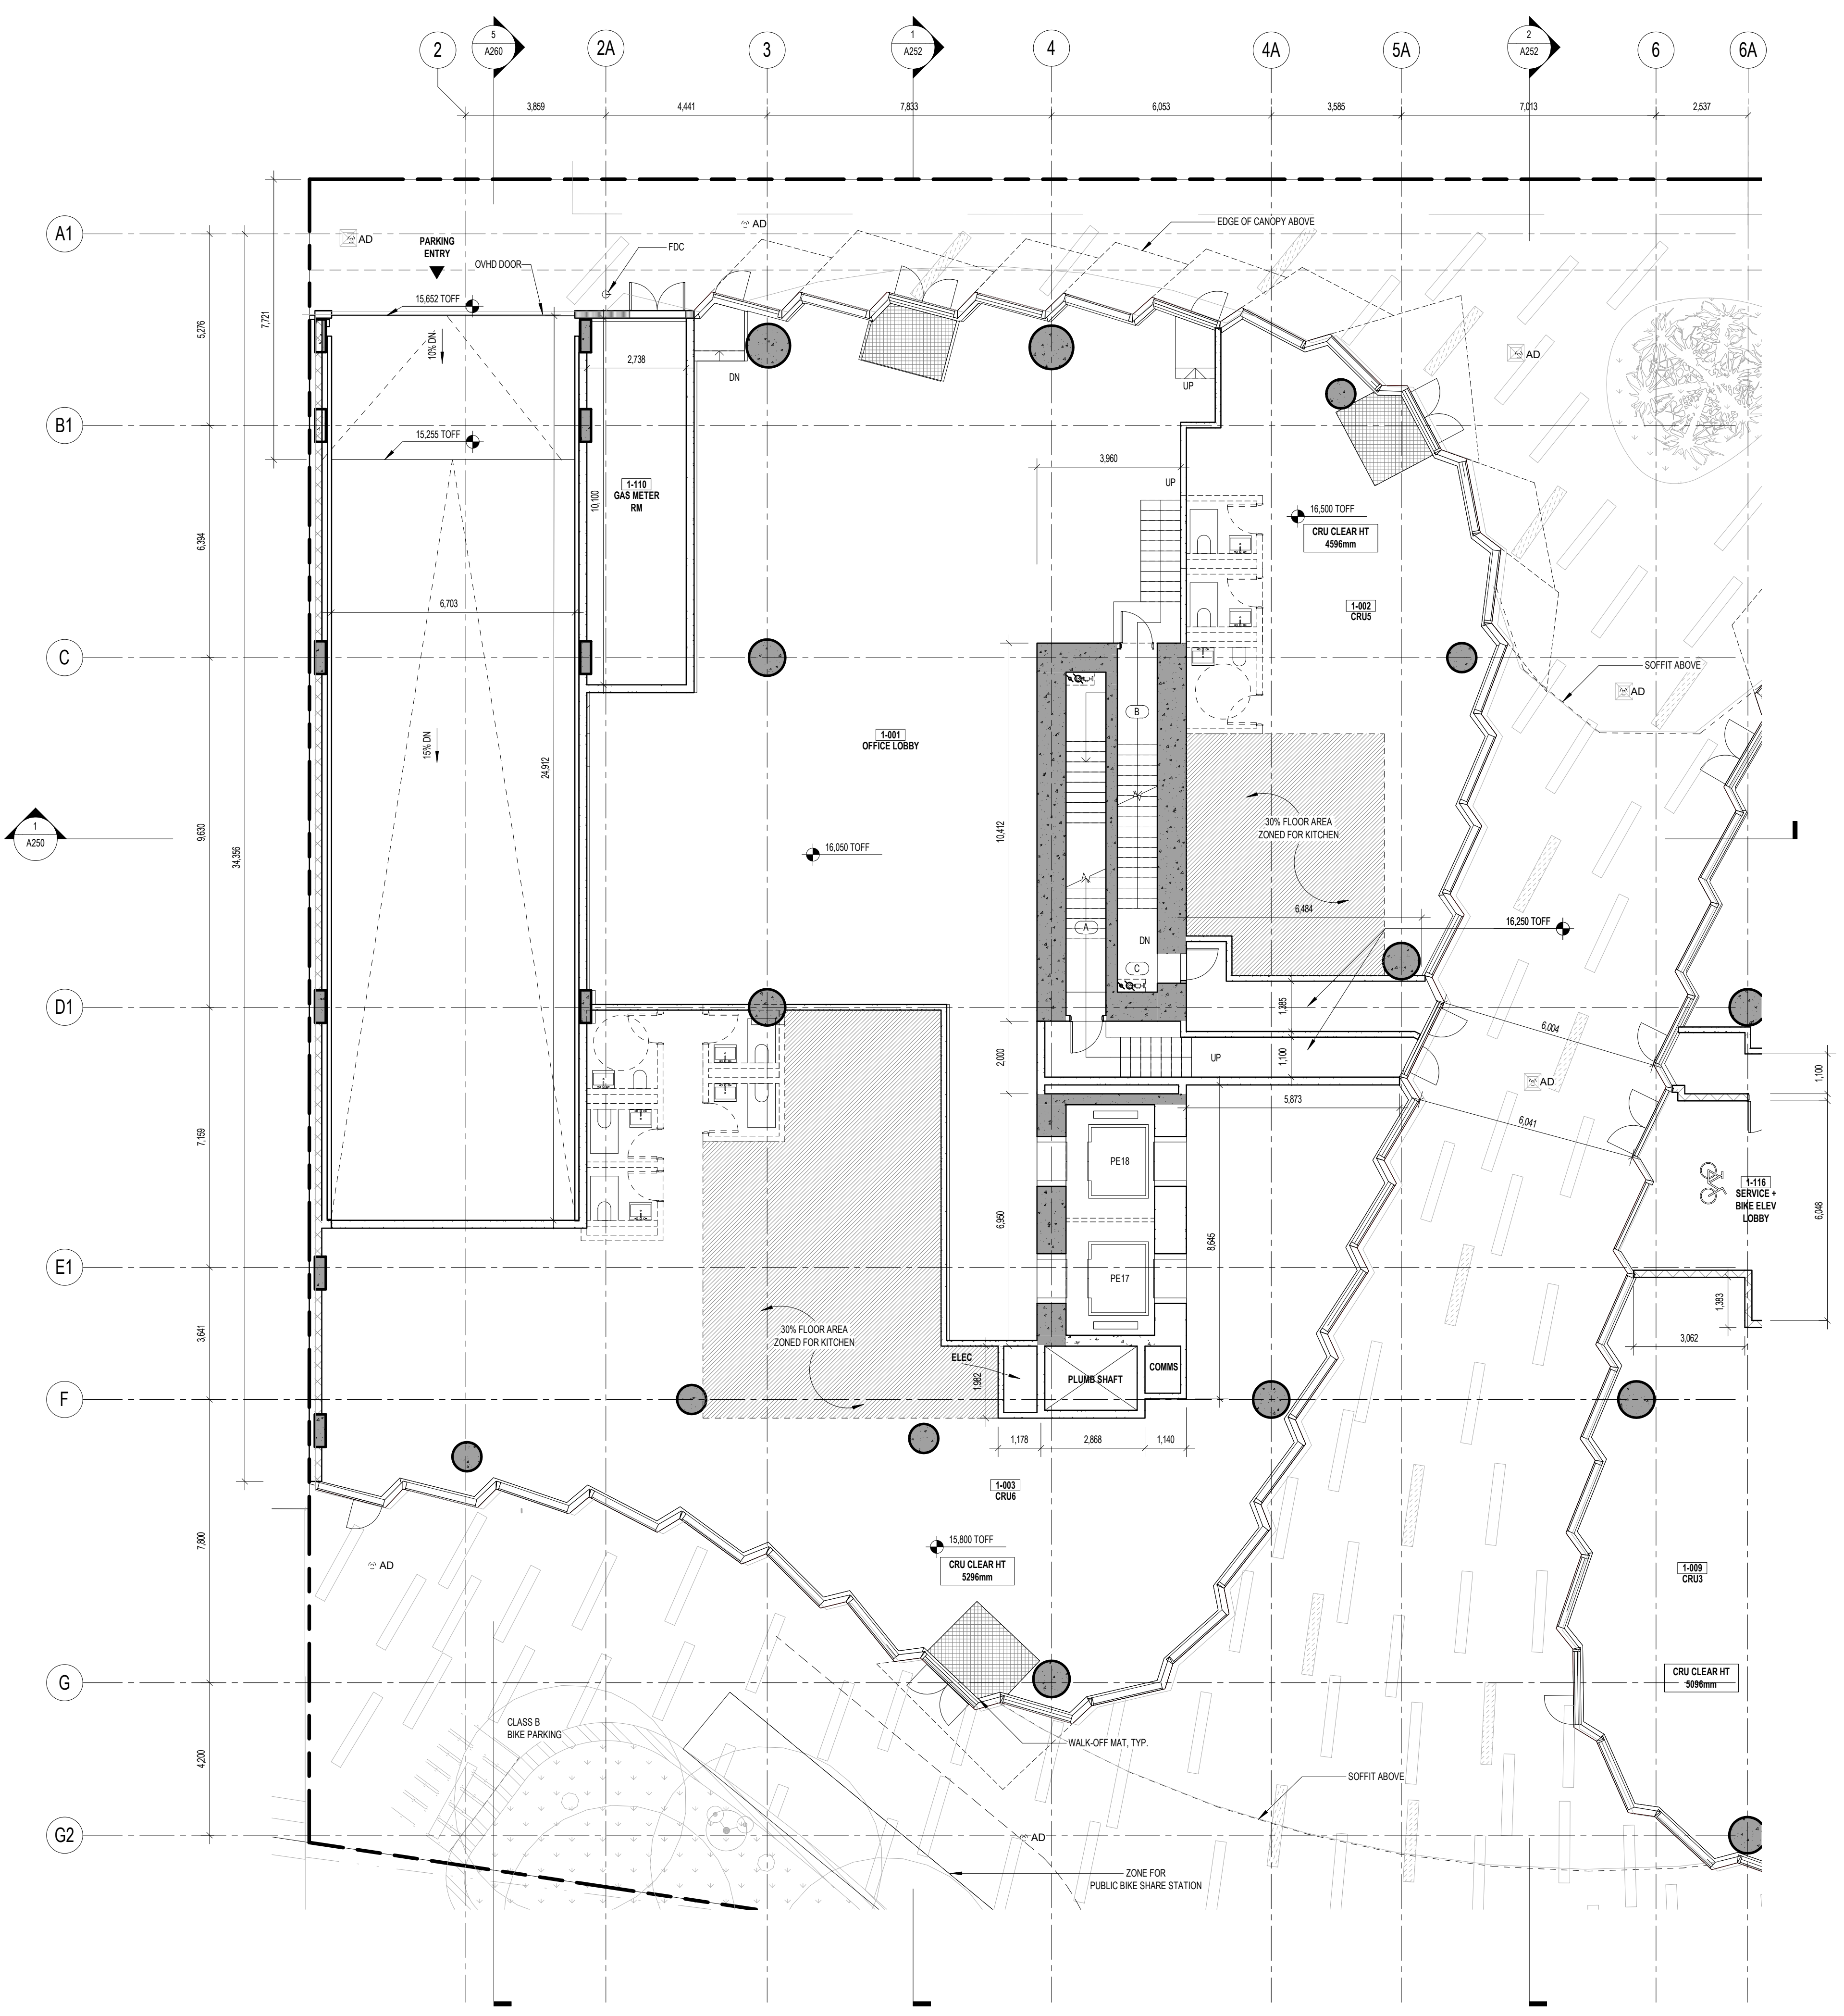 2
5
A260
2A
3
1
A252
4
4A
5A
2
A252
6
6A
3,859
4,441
7,833
6,053
3,585
7,013
2,537
A1
AD
PARKING
ENTRY
OVHD DOOR
FDC
AD
EDGE OF CANOPY ABOVE
15,652 TOFF
7,721
5,276
10% DN.
2,738
DN
UP
AD
B1
15,255 TOFF
3,960
UP
1-110
GAS METER
RM
10,100
16,500 TOFF
CRU CLEAR HT
4596mm
6,394
6,703
1-002
CRU5
C
SOFFIT ABOVE
AD
B
1-001
OFFICE LOBBY
15% DN
24,912
1
A250
9,630
34,356
16,050 TOFF
10,412
A
30% FLOOR AREA
ZONED FOR KITCHEN
6,484
16,250 TOFF
DN
C
D1
1,385
6,004
2,000
UP
1,100
AD
1,100
5,873
6,041
7,159
PE18
1-116
SERVICE +
BIKE ELEV
LOBBY
6,048
6,950
8,645
E1
PE17
1,383
3,641
30% FLOOR AREA
ZONED FOR KITCHEN
3,062
ELEC
1,982
PLUMB SHAFT
COMMS
F
1,178
2,868
1,140
1-003
CRU6
7,800
15,800 TOFF
AD
CRU CLEAR HT
5296mm
1-009
CRU3
G
CRU CLEAR HT
5096mm
CLASS B
BIKE PARKING
WALK-OFF MAT, TYP.
4,200
SOFFIT ABOVE
G2
AD
ZONE FOR
PUBLIC BIKE SHARE STATION